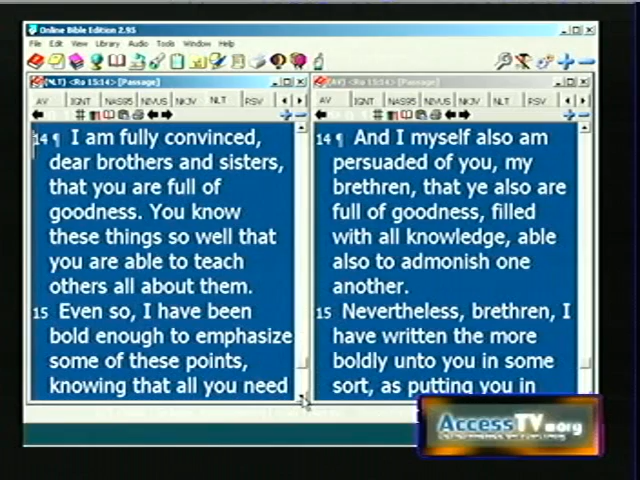 Online Bible Edition 2.95
File Edit View Library Audio Tools Window Help
(NLT) <Ro 15:14> [Passage]
AV IGNT NAS95 NIVUS NKJV NLT RSV
14 ¶ I am fully convinced,
dear brothers and sisters,
that you are full of
goodness. You know
these things so well that
you are able to teach
others all about them.
15 Even so, I have been
bold enough to emphasize
some of these points,
knowing that all you need
(AV) <Ro 15:14> [Passage]
AV IGNT NAS95 NIVUS NKJV NLT RSV
14 ¶ And I myself also am
persuaded of you, my
brethren, that ye also are
full of goodness, filled
with all knowledge, able
also to admonish one
another.
15 Nevertheless, brethren, I
have written the more
boldly unto you in some
sort, as putting you in
AccessTV.org